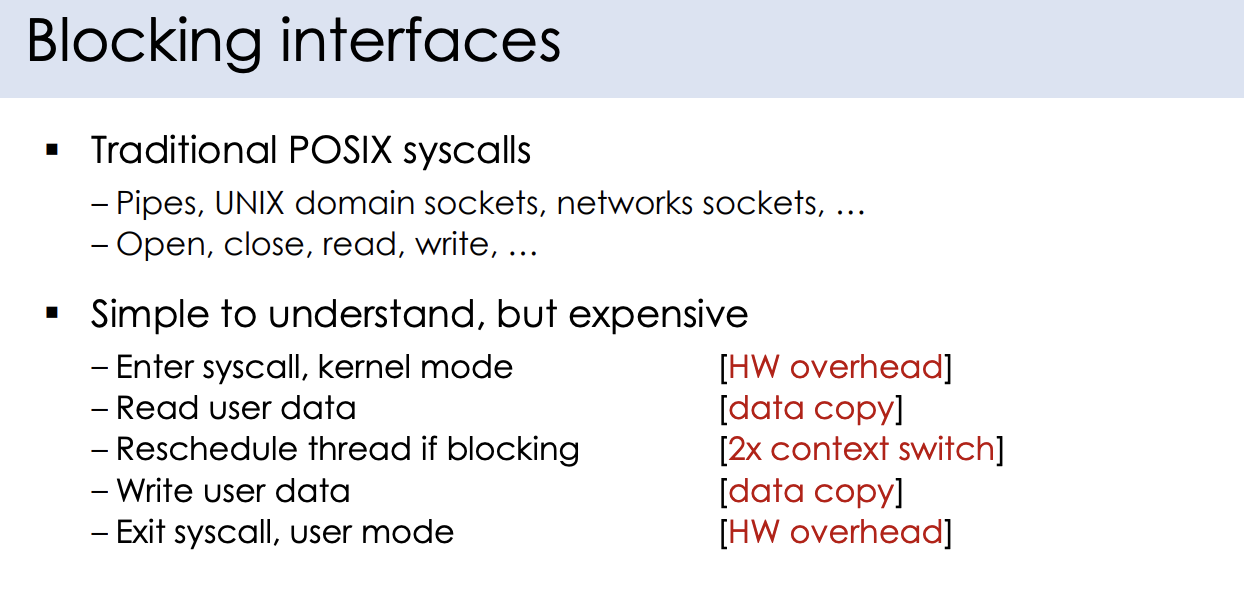 Blocking interfaces
▪ Traditional POSIX syscalls
– Pipes, UNIX domain sockets, networks sockets, …
– Open, close, read, write, …
▪ Simple to understand, but expensive
– Enter syscall, kernel mode [HW overhead]
– Read user data [data copy]
– Reschedule thread if blocking [2x context switch]
– Write user data [data copy]
– Exit syscall, user mode [HW overhead]